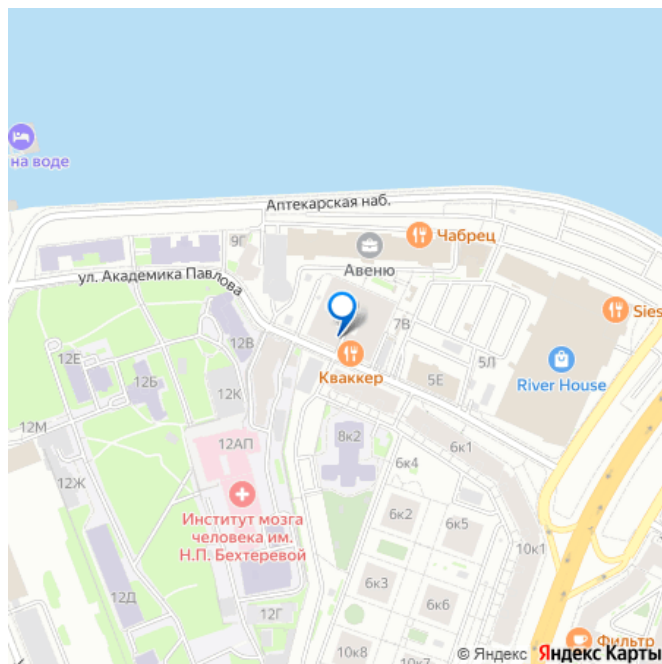 на воде
Аптекарская наб.
9Г
Чабрец
Авеню
ул. Академика Павлова
Sies
7В
12В
12Е
12Б
Кваккер
5Л
5Е
River House
12К
12М
8к2
6к1
12АП
6к4
12Ж
Институт мозга
человека им.
Н.П. Бехтеревой
6к2
6к5
10к1
6к3
12Д
6к6
12Г
10к8
10к7
Фильтр
© Яндекс Яндекс Карты